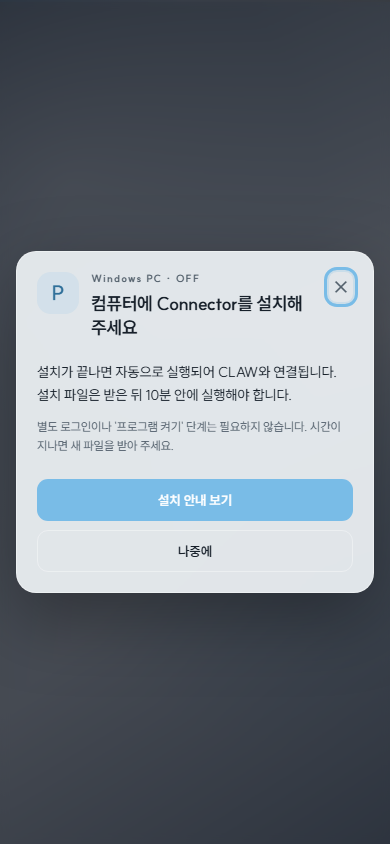 Windows PC · OFF
P
컴퓨터에 Connector를 설치해
주세요
설치가 끝나면 자동으로 실행되어 CLAW와 연결됩니다.
설치 파일은 받은 뒤 10분 안에 실행해야 합니다.
별도 로그인이나 '프로그램 켜기' 단계는 필요하지 않습니다. 시간이
지나면 새 파일을 받아 주세요.
설치 안내 보기
나중에